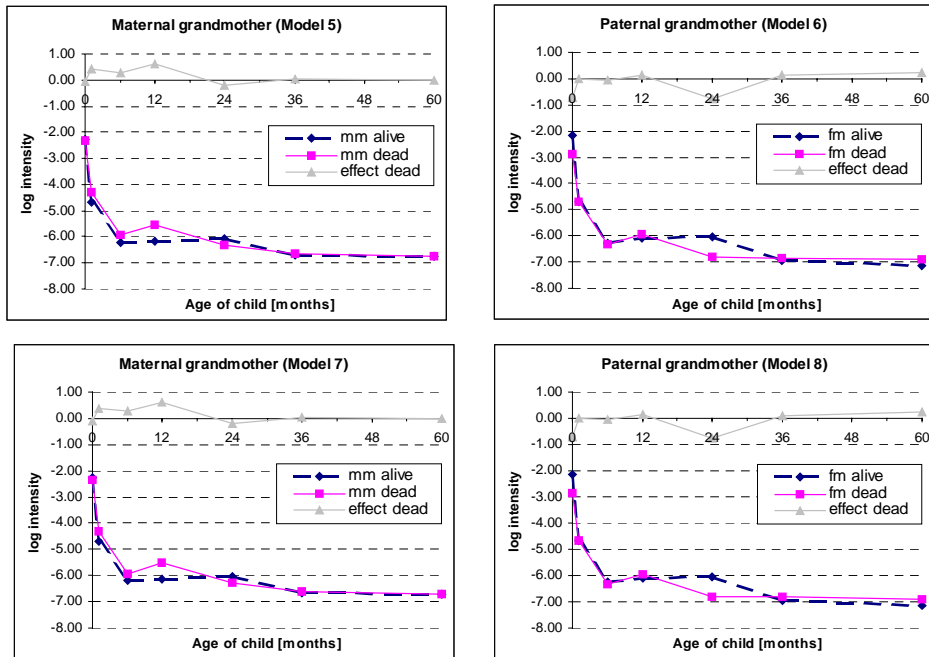 Maternal grandmother (Model 5)
1.00
0.00
-1.00
-2.00
-3.00
-4.00
-5.00
-6.00
-7.00
-8.00
0 12 24 36 48 60
log intensity
Age of child [months]
mm alive
mm dead
effect dead
Paternal grandmother (Model 6)
1.00
0.00
-1.00
-2.00
-3.00
-4.00
-5.00
-6.00
-7.00
-8.00
0 12 24 36 48 60
log intensity
Age of child [months]
fm alive
fm dead
effect dead
Maternal grandmother (Model 7)
1.00
0.00
-1.00
-2.00
-3.00
-4.00
-5.00
-6.00
-7.00
-8.00
0 12 24 36 48 60
log intensity
Age of child [months]
mm alive
mm dead
effect dead
Paternal grandmother (Model 8)
1.00
0.00
-1.00
-2.00
-3.00
-4.00
-5.00
-6.00
-7.00
-8.00
0 12 24 36 48 60
log intensity
Age of child [months]
fm alive
fm dead
effect dead